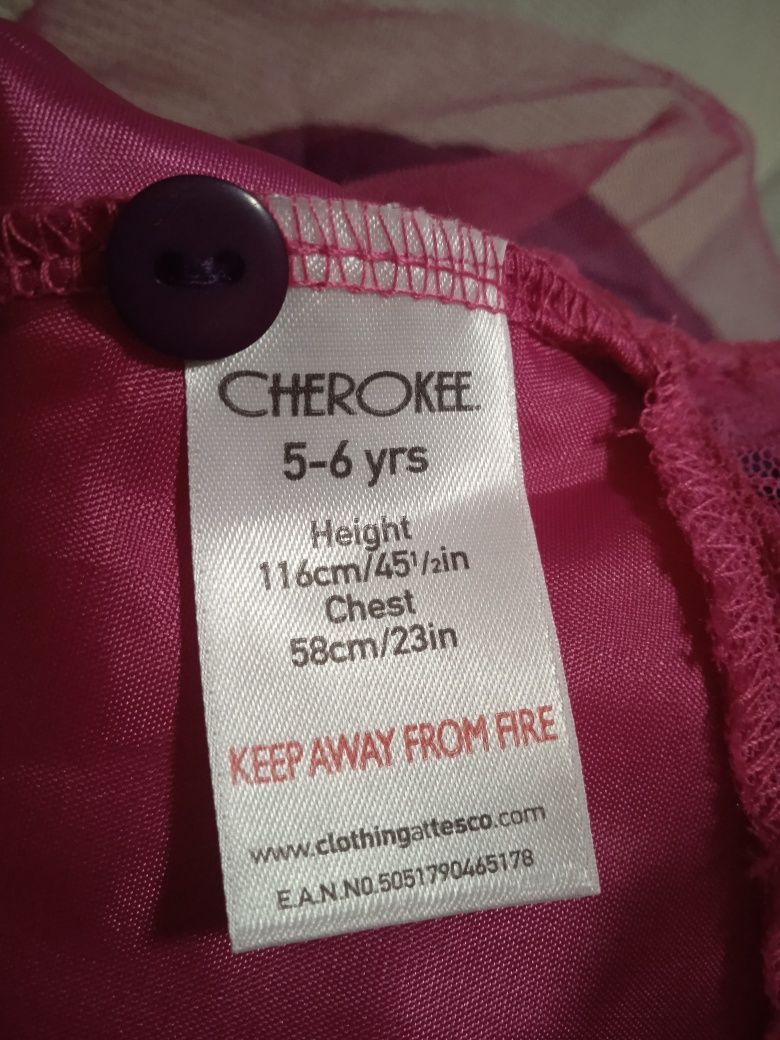 CHEROKEE.
5-6 yrs
Height
116cm/45½in
Chest
58cm/23in
KEEP AWAY FROM FIRE
www.clothingattesco.com
E.A.N.NO.5051790465178